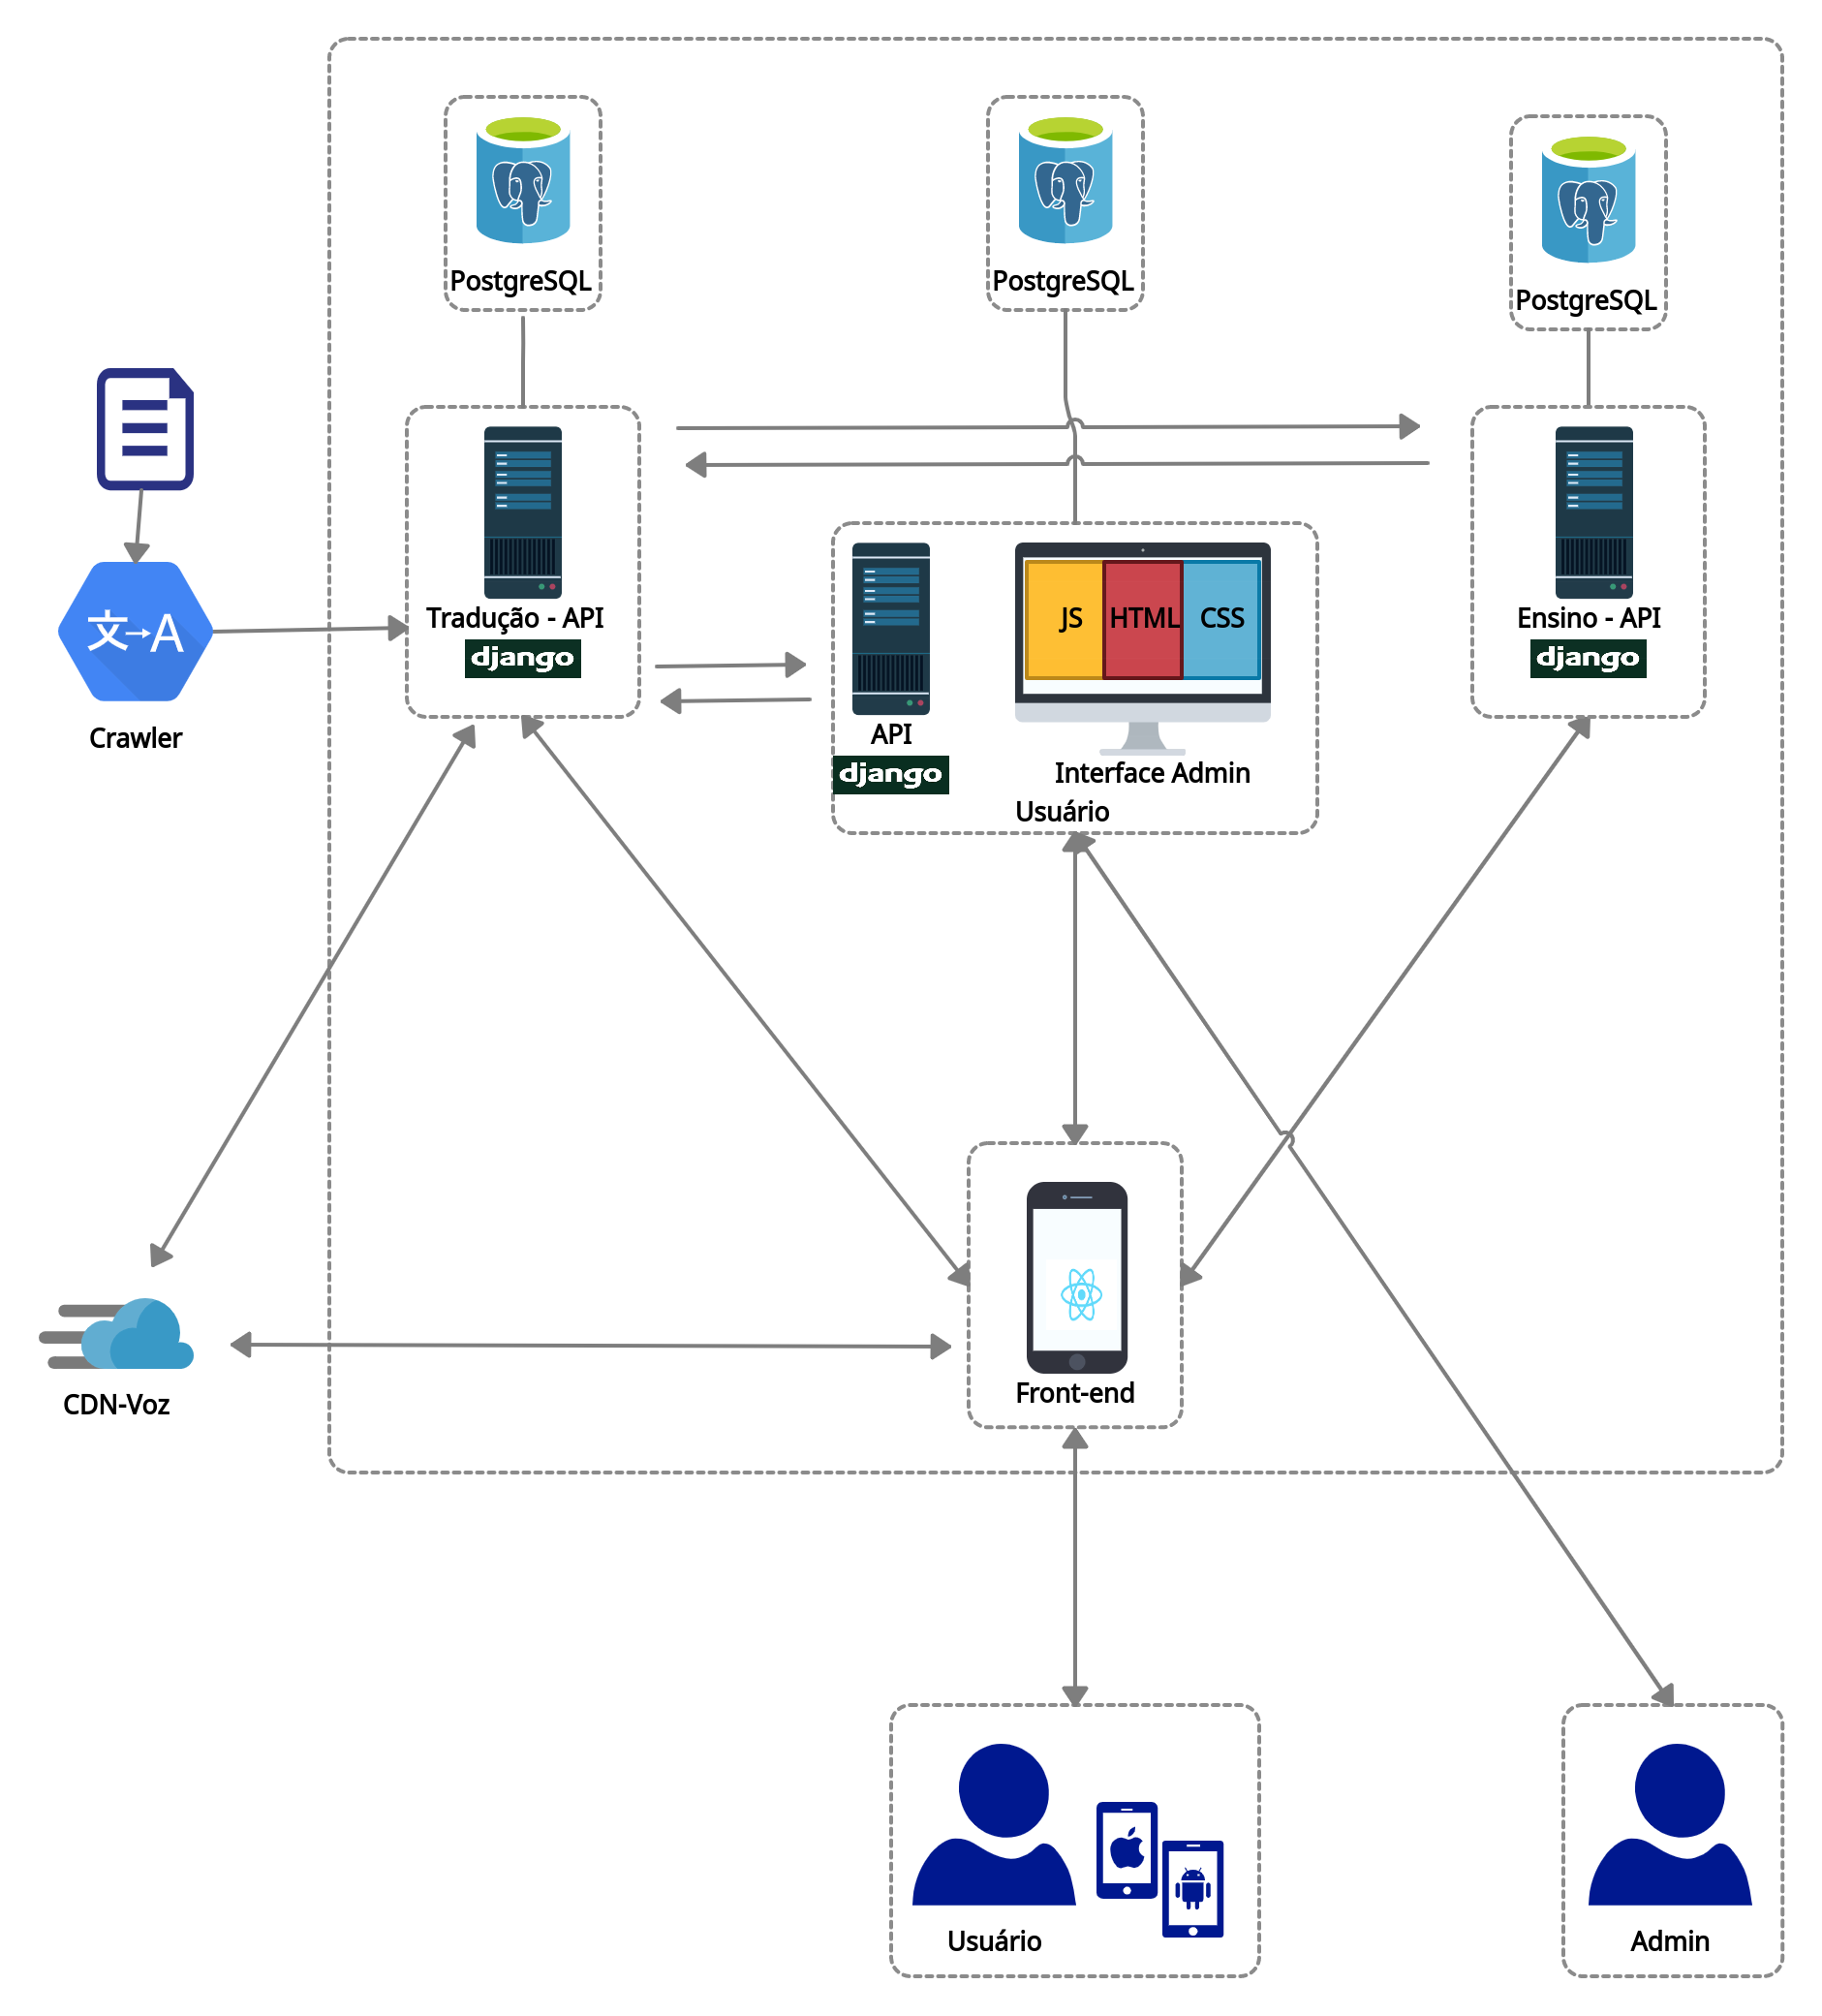 PostgreSQL
PostgreSQL
PostgreSQL
JS
HTML
CSS
Tradução - API
django
Ensino - API
django
文
A
Crawler
API
django
Interface Admin
Usuário
Front-end
CDN-Voz
Usuário
Admin